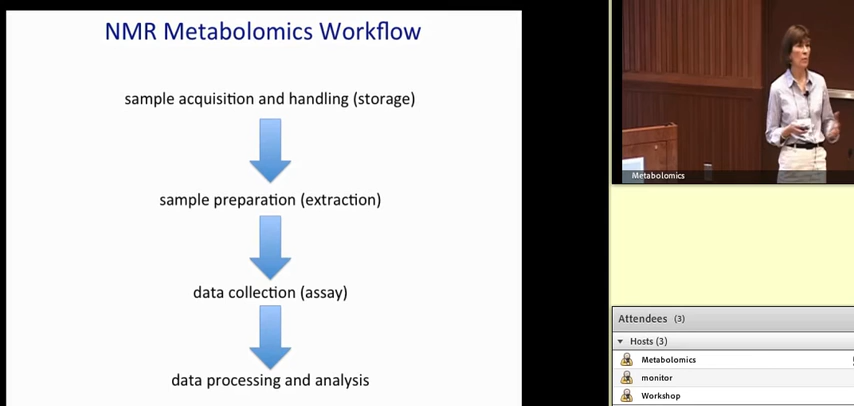 NMR Metabolomics Workflow
sample acquisition and handling (storage)
sample preparation (extraction)
data collection (assay)
data processing and analysis
Metabolomics
Attendees (3)
Hosts (3)
Metabolomics
monitor
Workshop